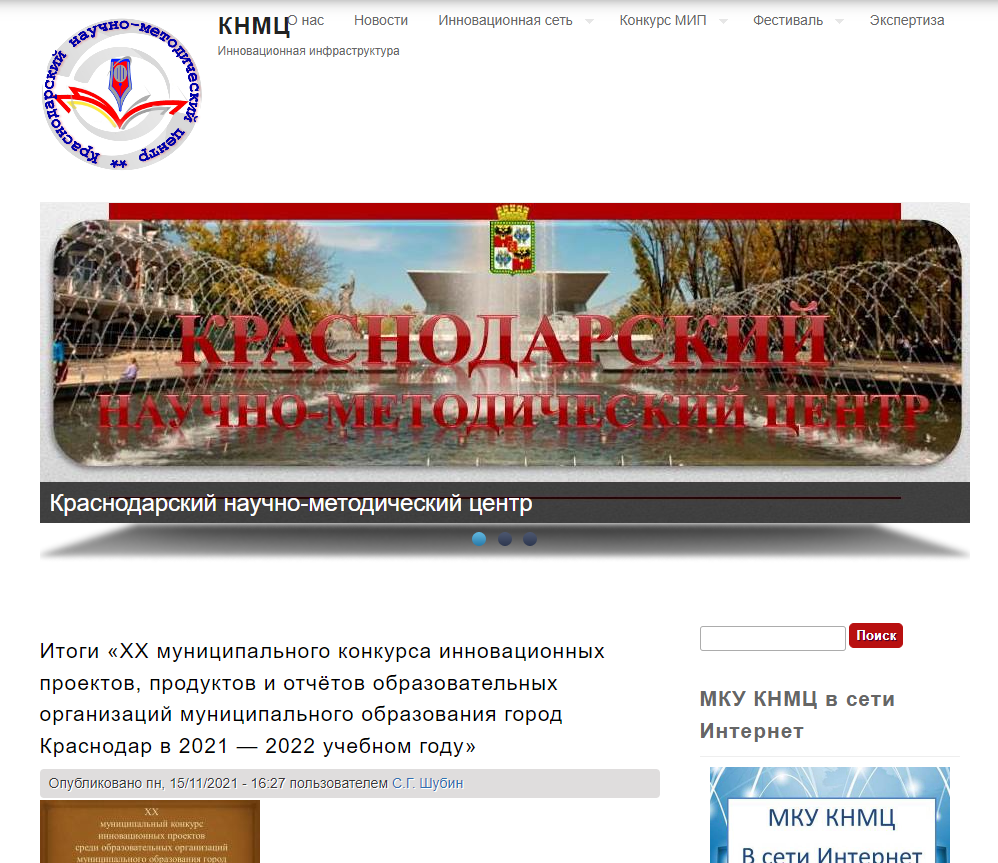 Краснодарский научно-методический центр
КНМЦ
Инновационная инфраструктура
О нас
Новости
Инновационная сеть
Конкурс МИП
Фестиваль
Экспертиза
КРАСНОДАРСКИЙ
НАУЧНО-МЕТОДИЧЕСКИЙ ЦЕНТР
Краснодарский научно-методический центр
Итоги «XX муниципального конкурса инновационных
проектов, продуктов и отчётов образовательных
организаций муниципального образования город
Краснодар в 2021 — 2022 учебном году»
Опубликовано пн, 15/11/2021 - 16:27 пользователем С.Г. Шубин
XX
муниципальный конкурс
инновационных проектов
среди образовательных организаций
муниципального образования город
Поиск
МКУ КНМЦ в сети
Интернет
МКУ КНМЦ
В сети Интернет